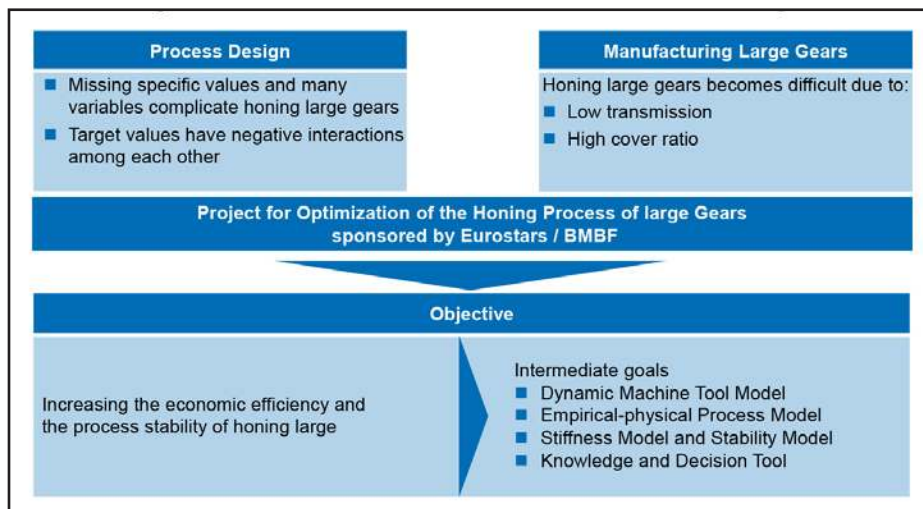 Process Design
Missing specific values and many
variables complicate honing large gears
Target values have negative interactions
among each other
Manufacturing Large Gears
Honing large gears becomes difficult due to:
Low transmission
High cover ratio
Project for Optimization of the Honing Process of large Gears
sponsored by Eurostars / BMBF
Objective
Increasing the economic efficiency and
the process stability of honing large
Intermediate goals
Dynamic Machine Tool Model
Empirical-physical Process Model
Stiffness Model and Stability Model
Knowledge and Decision Tool